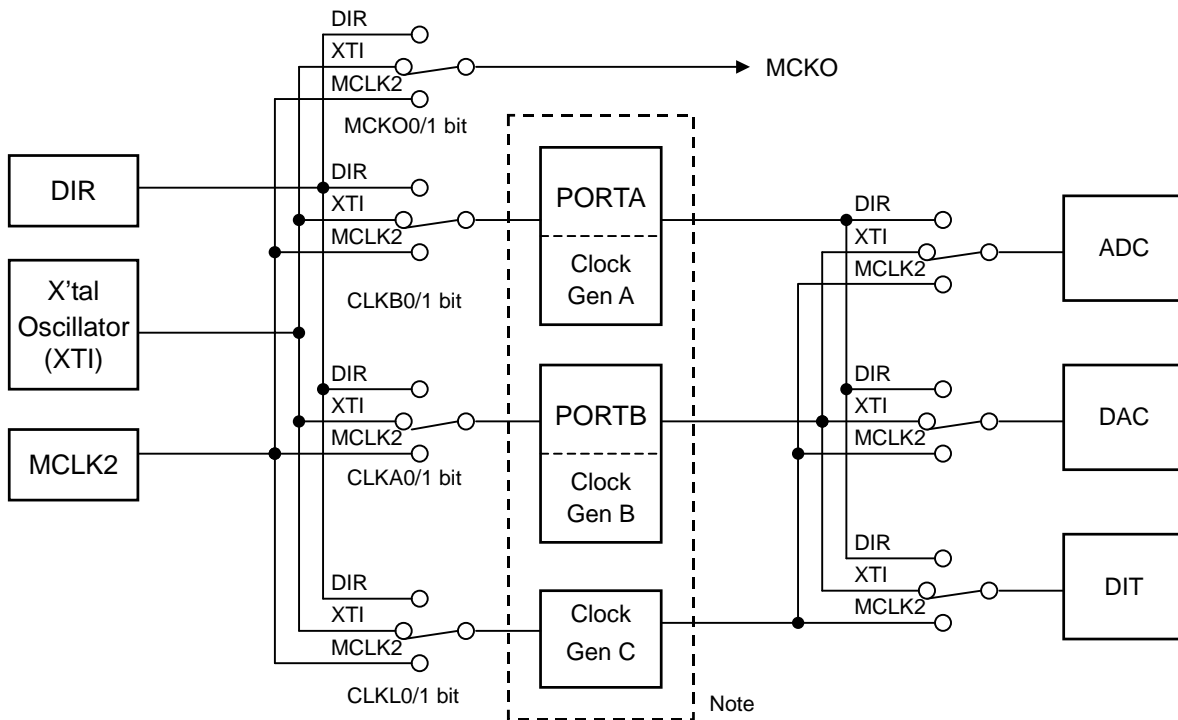 DIR
XTI
MCLK2
MCKO
MCKO0/1 bit
DIR
X'tal
Oscillator
(XTI)
MCLK2
DIR
XTI
MCLK2
CLKB0/1 bit
DIR
XTI
MCLK2
CLKA0/1 bit
DIR
XTI
MCLK2
CLKL0/1 bit
PORTA
Clock
Gen A
PORTB
Clock
Gen B
Clock
Gen C
Note
DIR
XTI
MCLK2
ADC
DIR
XTI
MCLK2
DAC
DIR
XTI
MCLK2
DIT